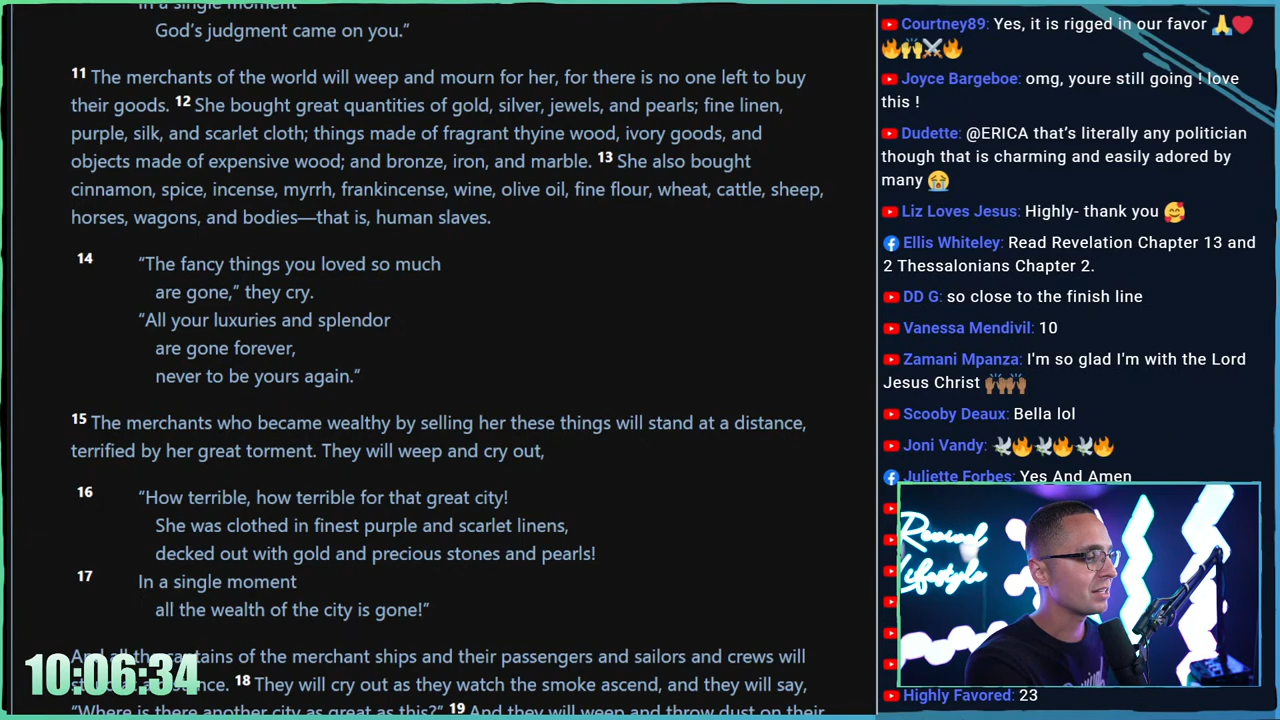 In a single moment
God's judgment came on you."
11 The merchants of the world will weep and mourn for her, for there is no one left to buy
their goods. 12 She bought great quantities of gold, silver, jewels, and pearls; fine linen,
purple, silk, and scarlet cloth; things made of fragrant thyine wood, ivory goods, and
objects made of expensive wood; and bronze, iron, and marble. 13 She also bought
cinnamon, spice, incense, myrrh, frankincense, wine, olive oil, fine flour, wheat, cattle, sheep,
horses, wagons, and bodies—that is, human slaves.
14 "The fancy things you loved so much
are gone," they cry.
"All your luxuries and splendor
are gone forever,
never to be yours again."
15 The merchants who became wealthy by selling her these things will stand at a distance,
terrified by her great torment. They will weep and cry out,
16 "How terrible, how terrible for that great city!
She was clothed in finest purple and scarlet linens,
decked out with gold and precious stones and pearls!
17 In a single moment
all the wealth of the city is gone!"
And all the captains of the merchant ships and their passengers and sailors and crews will
18 They will cry out as they watch the smoke ascend, and they will say,
"Where is there another city as great as this?" 19 And they will weep and throw dust on their
10:06:34
Courtney89: Yes, it is rigged in our favor 🙏❤️
🔥🙌⚔️🔥
Joyce Bargeboe: omg, youre still going ! love
this !
Dudette: @ERICA that's literally any politician
though that is charming and easily adored by
many 😭
Liz Loves Jesus: Highly- thank you 🥰
Ellis Whiteley: Read Revelation Chapter 13 and
2 Thessalonians Chapter 2.
DD G: so close to the finish line
Vanessa Mendivil: 10
Zamani Mpanza: I'm so glad I'm with the Lord
Jesus Christ 🙌🏾🙌🏾
Scooby Deaux: Bella lol
Joni Vandy: 🕊️🔥🕊️🔥🕊️🔥
Juliette Forbes: Yes And Amen
Revival
Lifestyle
Highly Favored: 23